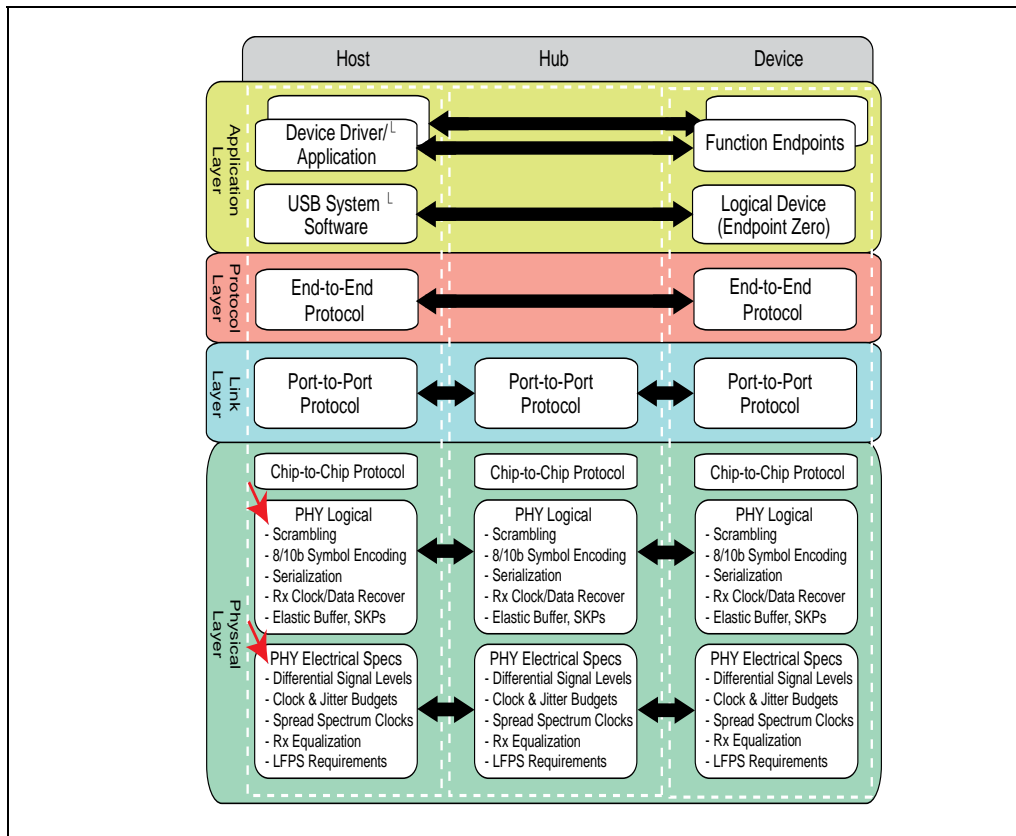 Host Hub Device
Application
Layer
Device Driver/└
Application
Function Endpoints
USB System └
Software
Logical Device
(Endpoint Zero)
Protocol
Layer
End-to-End
Protocol
End-to-End
Protocol
Link
Layer
Port-to-Port
Protocol
Port-to-Port
Protocol
Port-to-Port
Protocol
Physical
Layer
Chip-to-Chip Protocol
Chip-to-Chip Protocol
Chip-to-Chip Protocol
PHY Logical
- Scrambling
- 8/10b Symbol Encoding
- Serialization
- Rx Clock/Data Recover
- Elastic Buffer, SKPs
PHY Logical
- Scrambling
- 8/10b Symbol Encoding
- Serialization
- Rx Clock/Data Recover
- Elastic Buffer, SKPs
PHY Logical
- Scrambling
- 8/10b Symbol Encoding
- Serialization
- Rx Clock/Data Recover
- Elastic Buffer, SKPs
PHY Electrical Specs
- Differential Signal Levels
- Clock & Jitter Budgets
- Spread Spectrum Clocks
- Rx Equalization
- LFPS Requirements
PHY Electrical Specs
- Differential Signal Levels
- Clock & Jitter Budgets
- Spread Spectrum Clocks
- Rx Equalization
- LFPS Requirements
PHY Electrical Specs
- Differential Signal Levels
- Clock & Jitter Budgets
- Spread Spectrum Clocks
- Rx Equalization
- LFPS Requirements